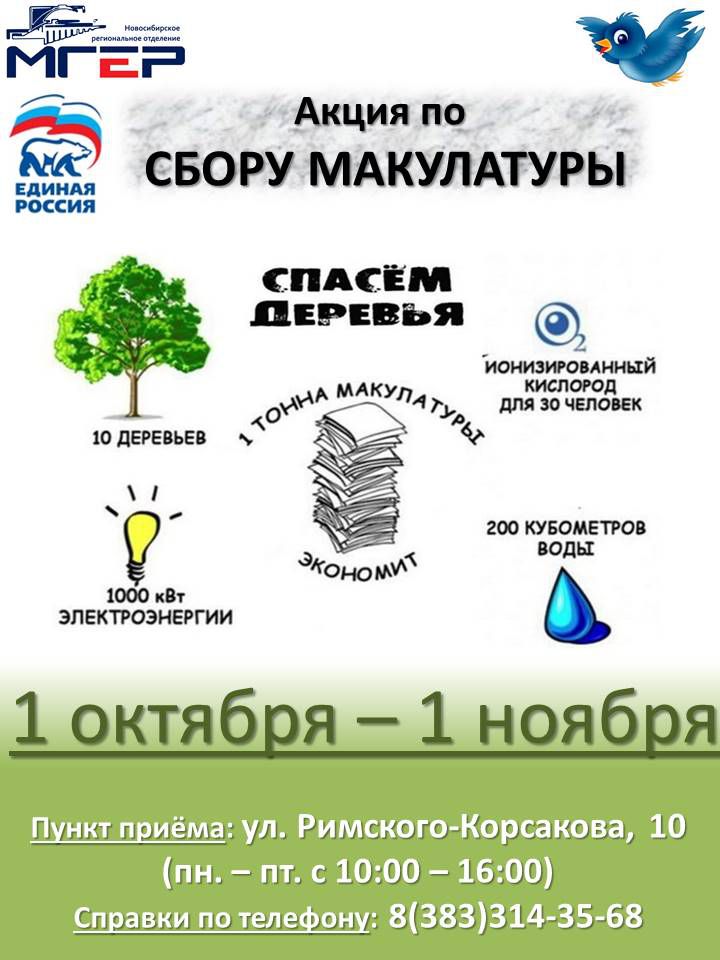 Новосибирское
региональное отделение
МГЕР
ЕДИНАЯ
РОССИЯ
Акция по
СБОРУ МАКУЛАТУРЫ
СПАСЁМ
ДЕРЕВЬЯ
10 ДЕРЕВЬЕВ
O2
ИОНИЗИРОВАННЫЙ
КИСЛОРОД
ДЛЯ 30 ЧЕЛОВЕК
1 ТОННА МАКУЛАТУРЫ
ЭКОНОМИТ
1000 кВт
ЭЛЕКТРОЭНЕРГИИ
200 КУБОМЕТРОВ
ВОДЫ
1 октября – 1 ноября
Пункт приёма: ул. Римского-Корсакова, 10
(пн. – пт. с 10:00 – 16:00)
Справки по телефону: 8(383)314-35-68